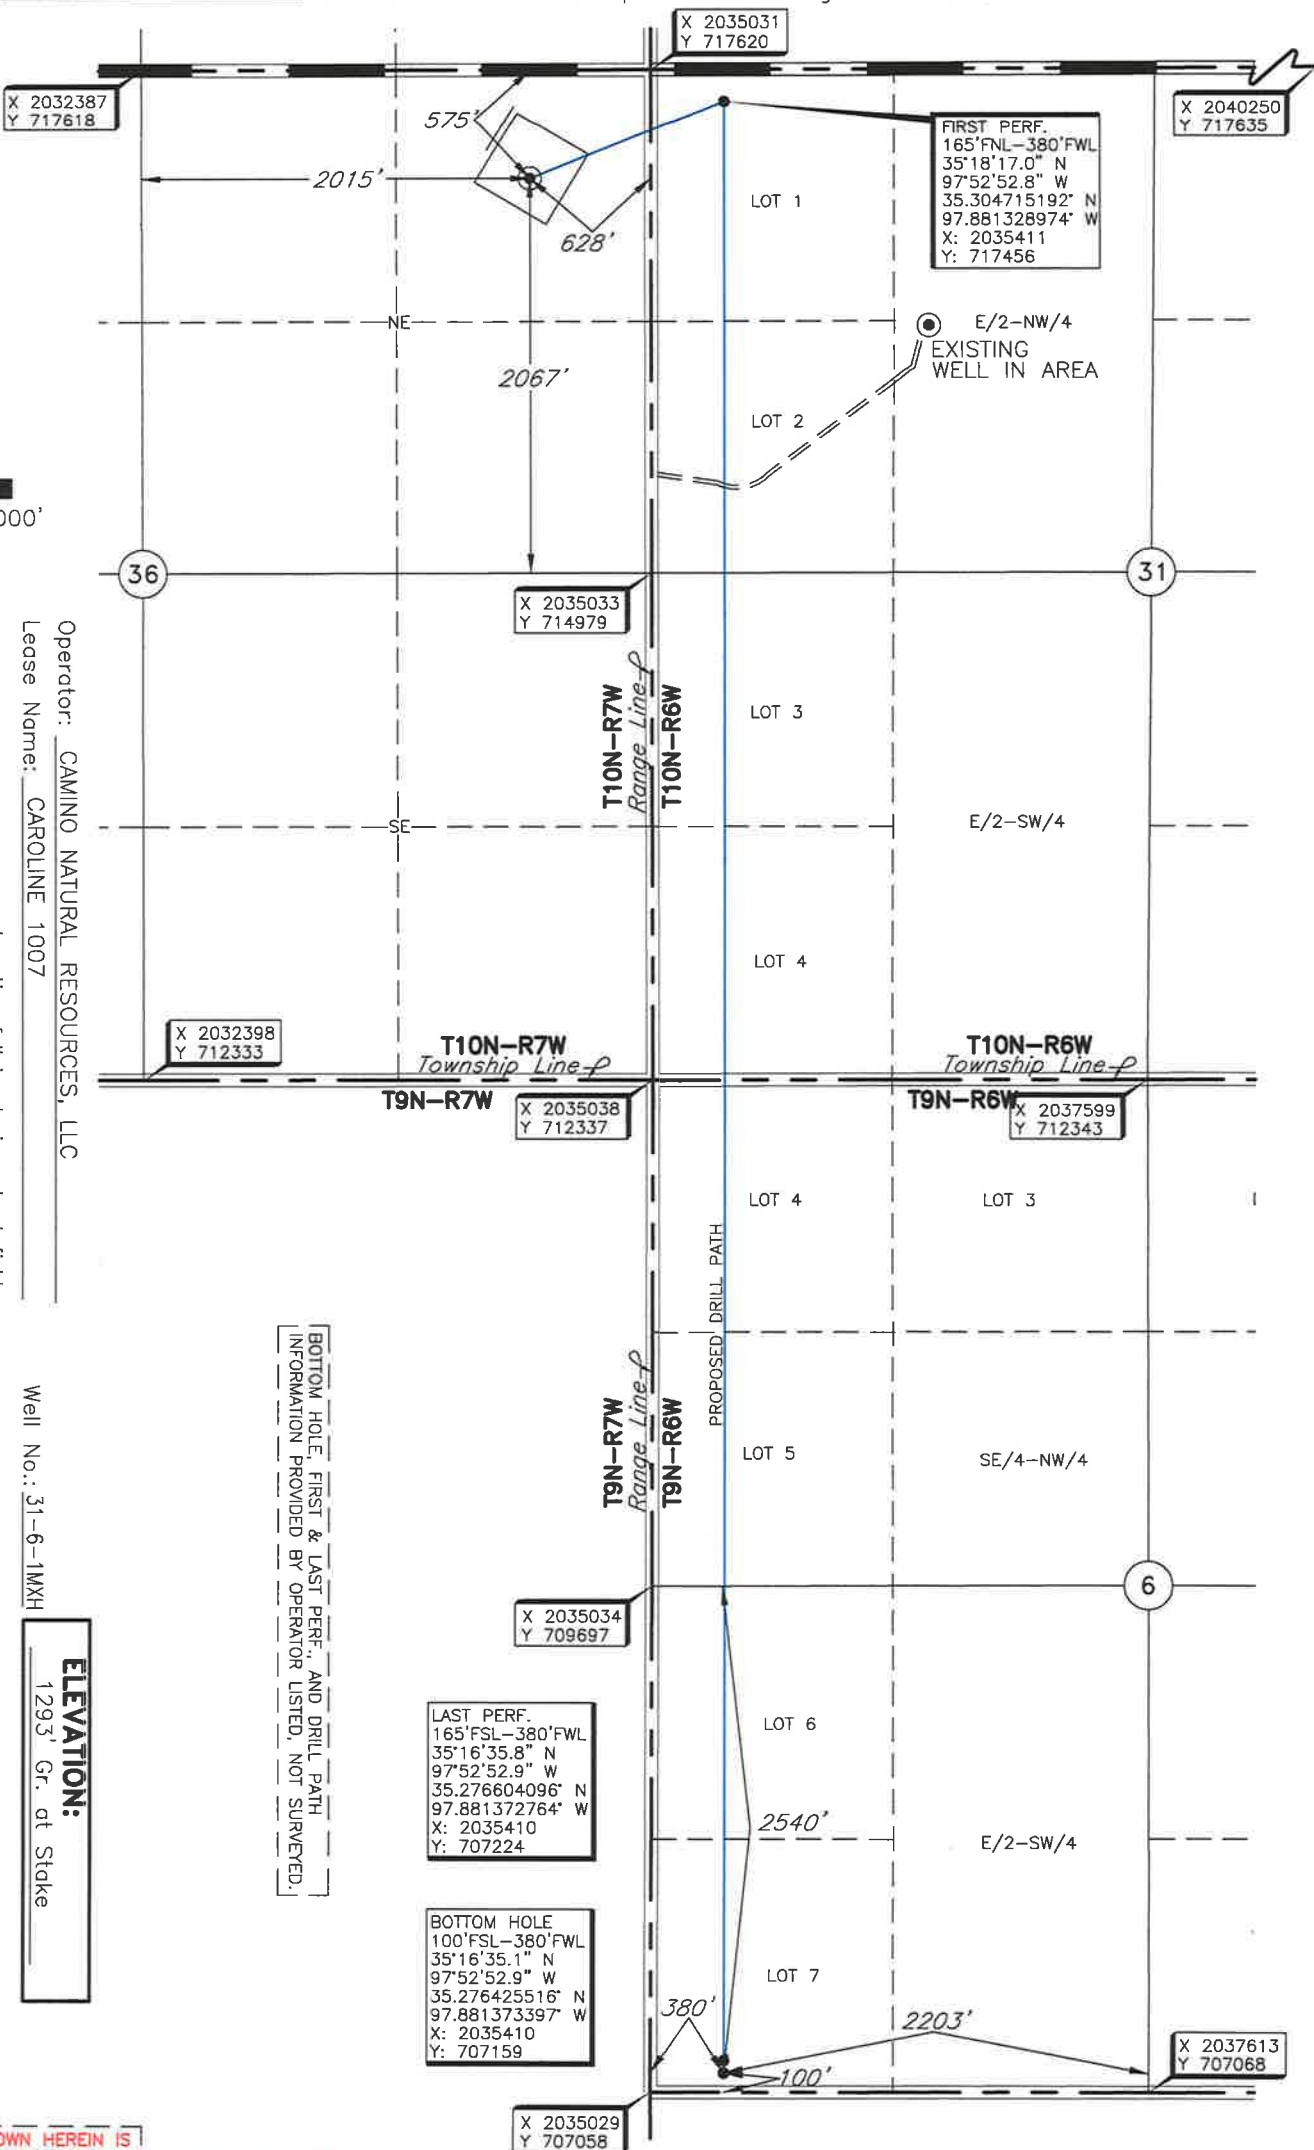 X 2035031
Y 717620
X 2032387
Y 717618
X 2040250
Y 717635
575'
2015'
628'
FIRST PERF.
165'FNL-380'FWL
35°18'17.0" N
97°52'52.8" W
35.304715192° N
97.881328974° W
X: 2035411
Y: 717456
LOT 1
NE
E/2-NW/4
EXISTING
WELL IN AREA
2067'
LOT 2
000'
36
31
X 2035033
Y 714979
T10N-R7W
Range Line
T10N-R6W
LOT 3
SE
E/2-SW/4
LOT 4
Operator: CAMINO NATURAL RESOURCES, LLC
Lease Name: CAROLINE 1007
X 2032398
Y 712333
T10N-R7W
Township Line
T9N-R7W
T10N-R6W
Township Line
T9N-R6W
X 2035038
Y 712337
X 2037599
Y 712343
LOT 4
LOT 3
PROPOSED DRILL PATH
T9N-R7W
Range Line
T9N-R6W
LOT 5
SE/4-NW/4
BOTTOM HOLE, FIRST & LAST PERF., AND DRILL PATH
INFORMATION PROVIDED BY OPERATOR LISTED, NOT SURVEYED.
Well No.: 31-6-1MXH
6
X 2035034
Y 709697
ELEVATION:
1293' Gr. at Stake
LAST PERF.
165'FSL-380'FWL
35°16'35.8" N
97°52'52.9" W
35.276604096° N
97.881372764° W
X: 2035410
Y: 707224
LOT 6
2540'
E/2-SW/4
BOTTOM HOLE
100'FSL-380'FWL
35°16'35.1" N
97°52'52.9" W
35.276425516° N
97.881373397° W
X: 2035410
Y: 707159
LOT 7
380'
2203'
100'
X 2037613
Y 707068
X 2035029
Y 707058
OWN HEREIN IS